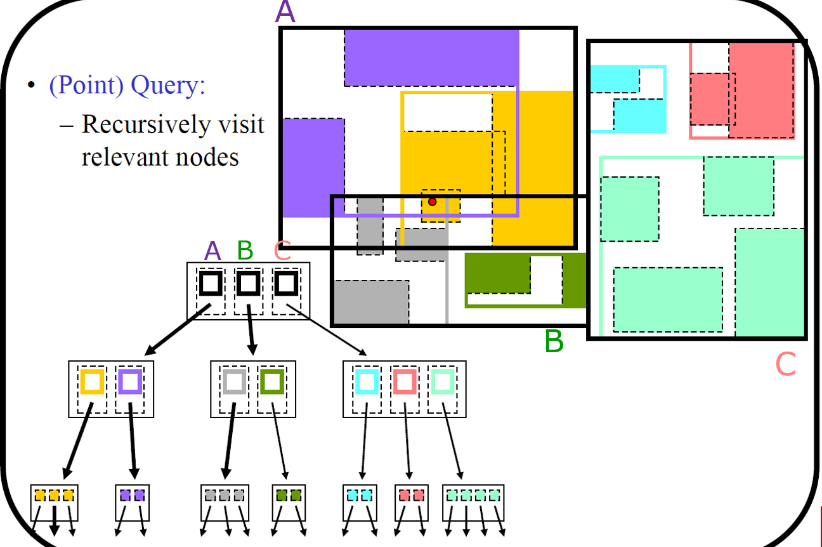 A
• (Point) Query:
– Recursively visit
relevant nodes
A B C
B
C